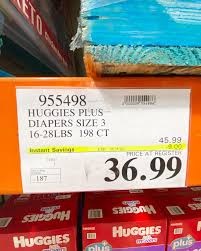 KETO
955498
HUGGIES PLUS
DIAPERS SIZE 3
16-28LBS 198 CT
45.99
Instant Savings
9.00
PRICE AT REGISTER
36.99
187
HUGGIES
HUGGIES
plus